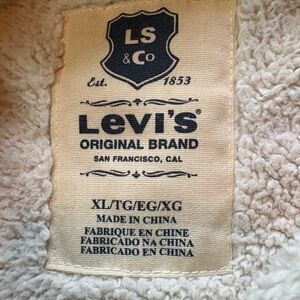 LS
& Co
Est. 1853
Levi's®
ORIGINAL BRAND
SAN FRANCISCO, CAL
XL/TG/EG/XG
MADE IN CHINA
FABRIQUE EN CHINE
FABRICADO NA CHINA
FABRICADO EN CHINA